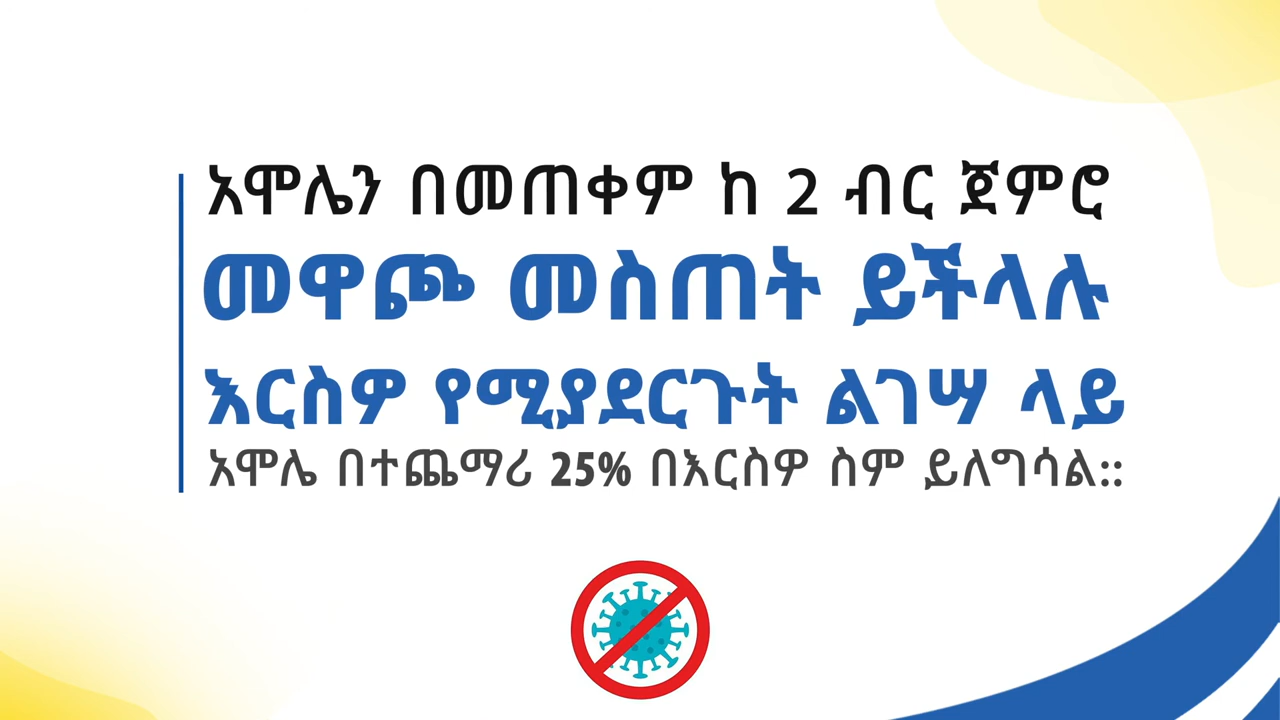 አሞሌን በመጠቀም ከ 2 ብር ጀምሮ
መዋጮ መስጠት ይችላሉ
እርስዎ የሚያደርጉት ልገሣ ላይ
አሞሌ በተጨማሪ 25% በእርስዎ ስም ይለግሳል።